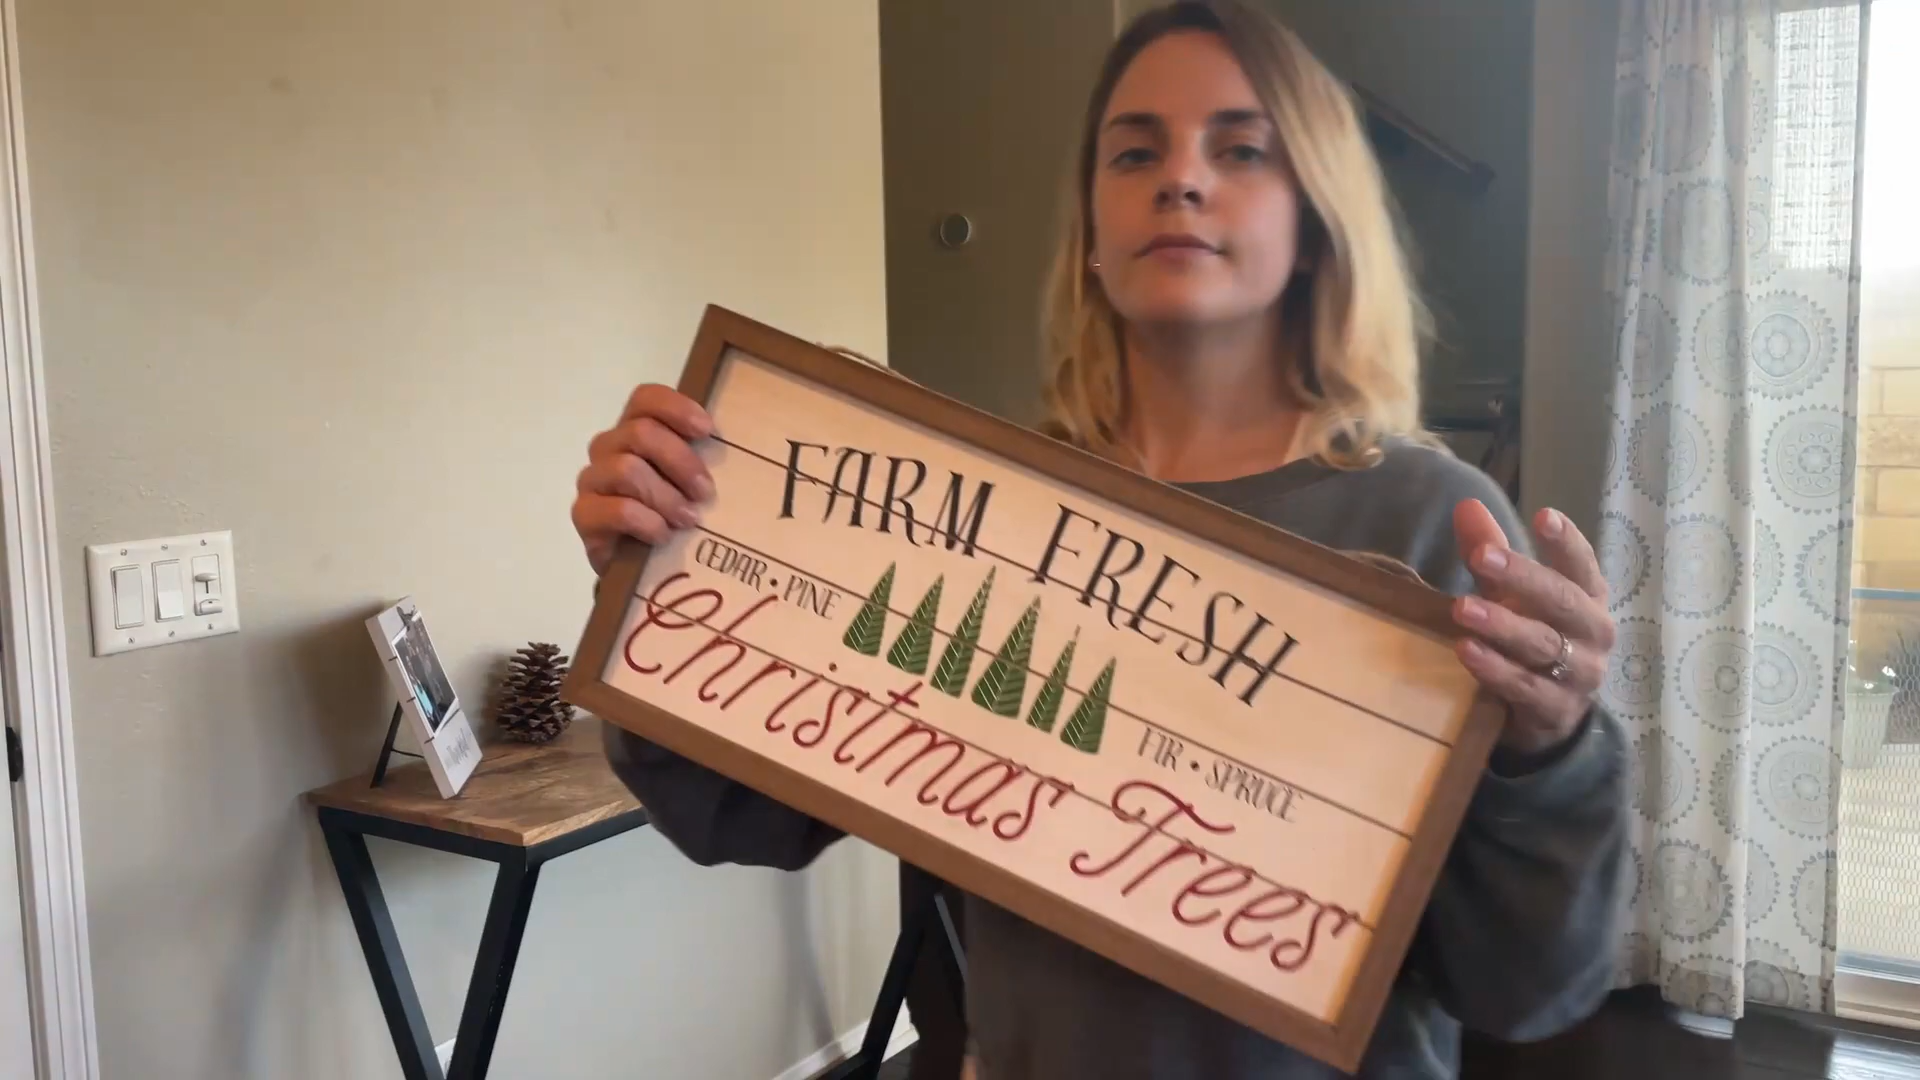 FARM FRESH
CEDAR • PINE
FIR • SPRUCE
Christmas Trees